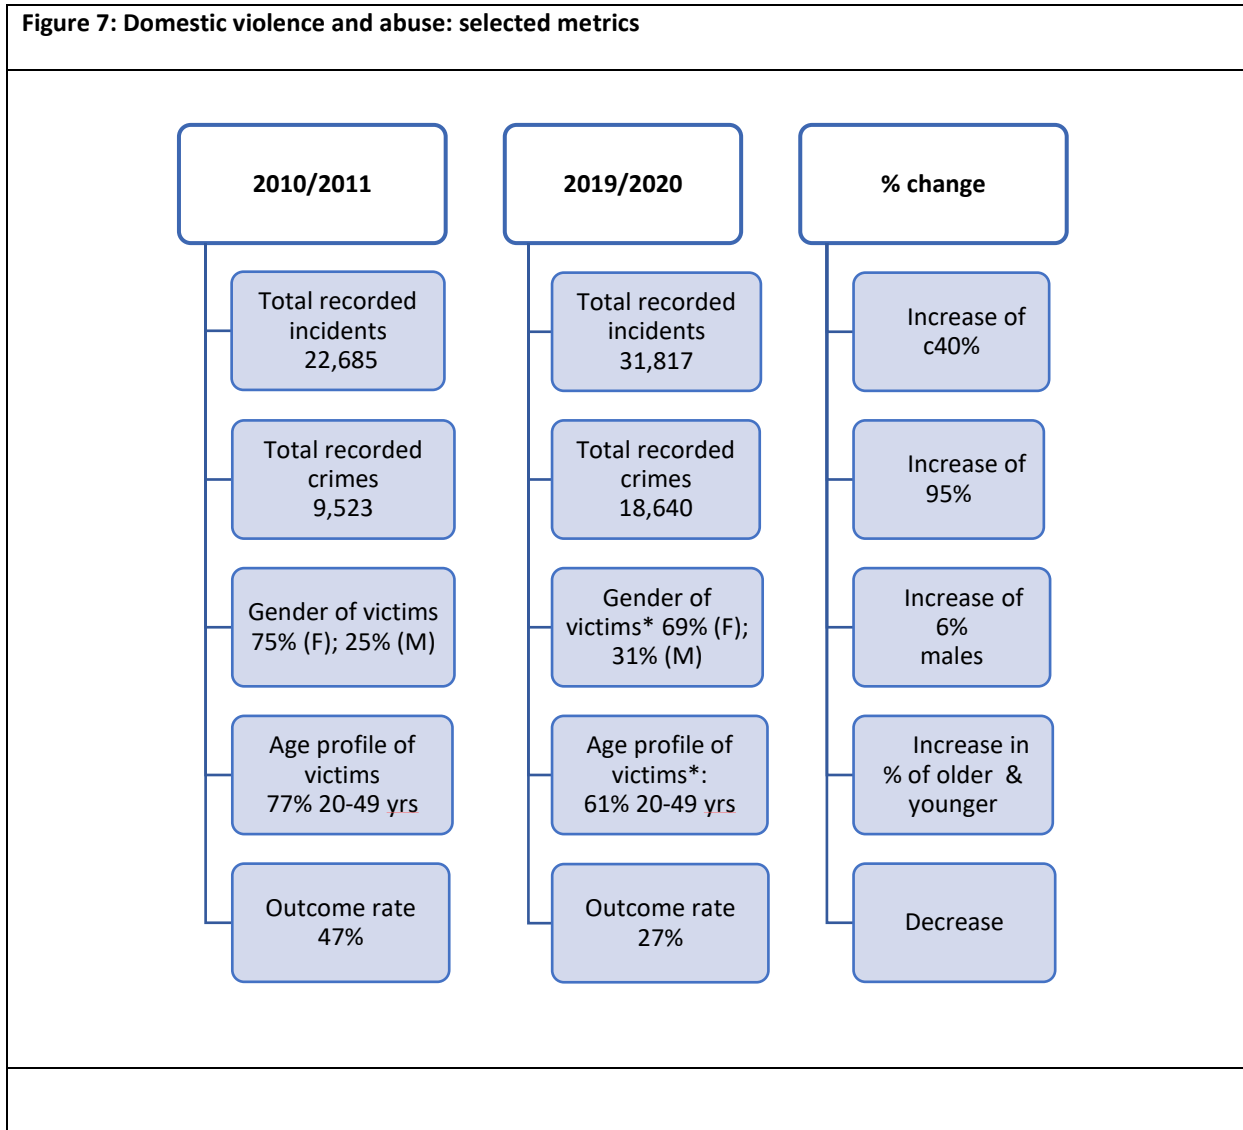 Figure 7: Domestic violence and abuse: selected metrics
2010/2011
Total recorded
incidents
22,685
Total recorded
crimes
9,523
Gender of victims
75% (F); 25% (M)
Age profile of
victims
77% 20-49 yrs
Outcome rate
47%
2019/2020
Total recorded
incidents
31,817
Total recorded
crimes
18,640
Gender of
victims* 69% (F);
31% (M)
Age profile of
victims*:
61% 20-49 yrs
Outcome rate
27%
% change
Increase of
c40%
Increase of
95%
Increase of
6%
males
Increase in
% of older & 
younger
Decrease